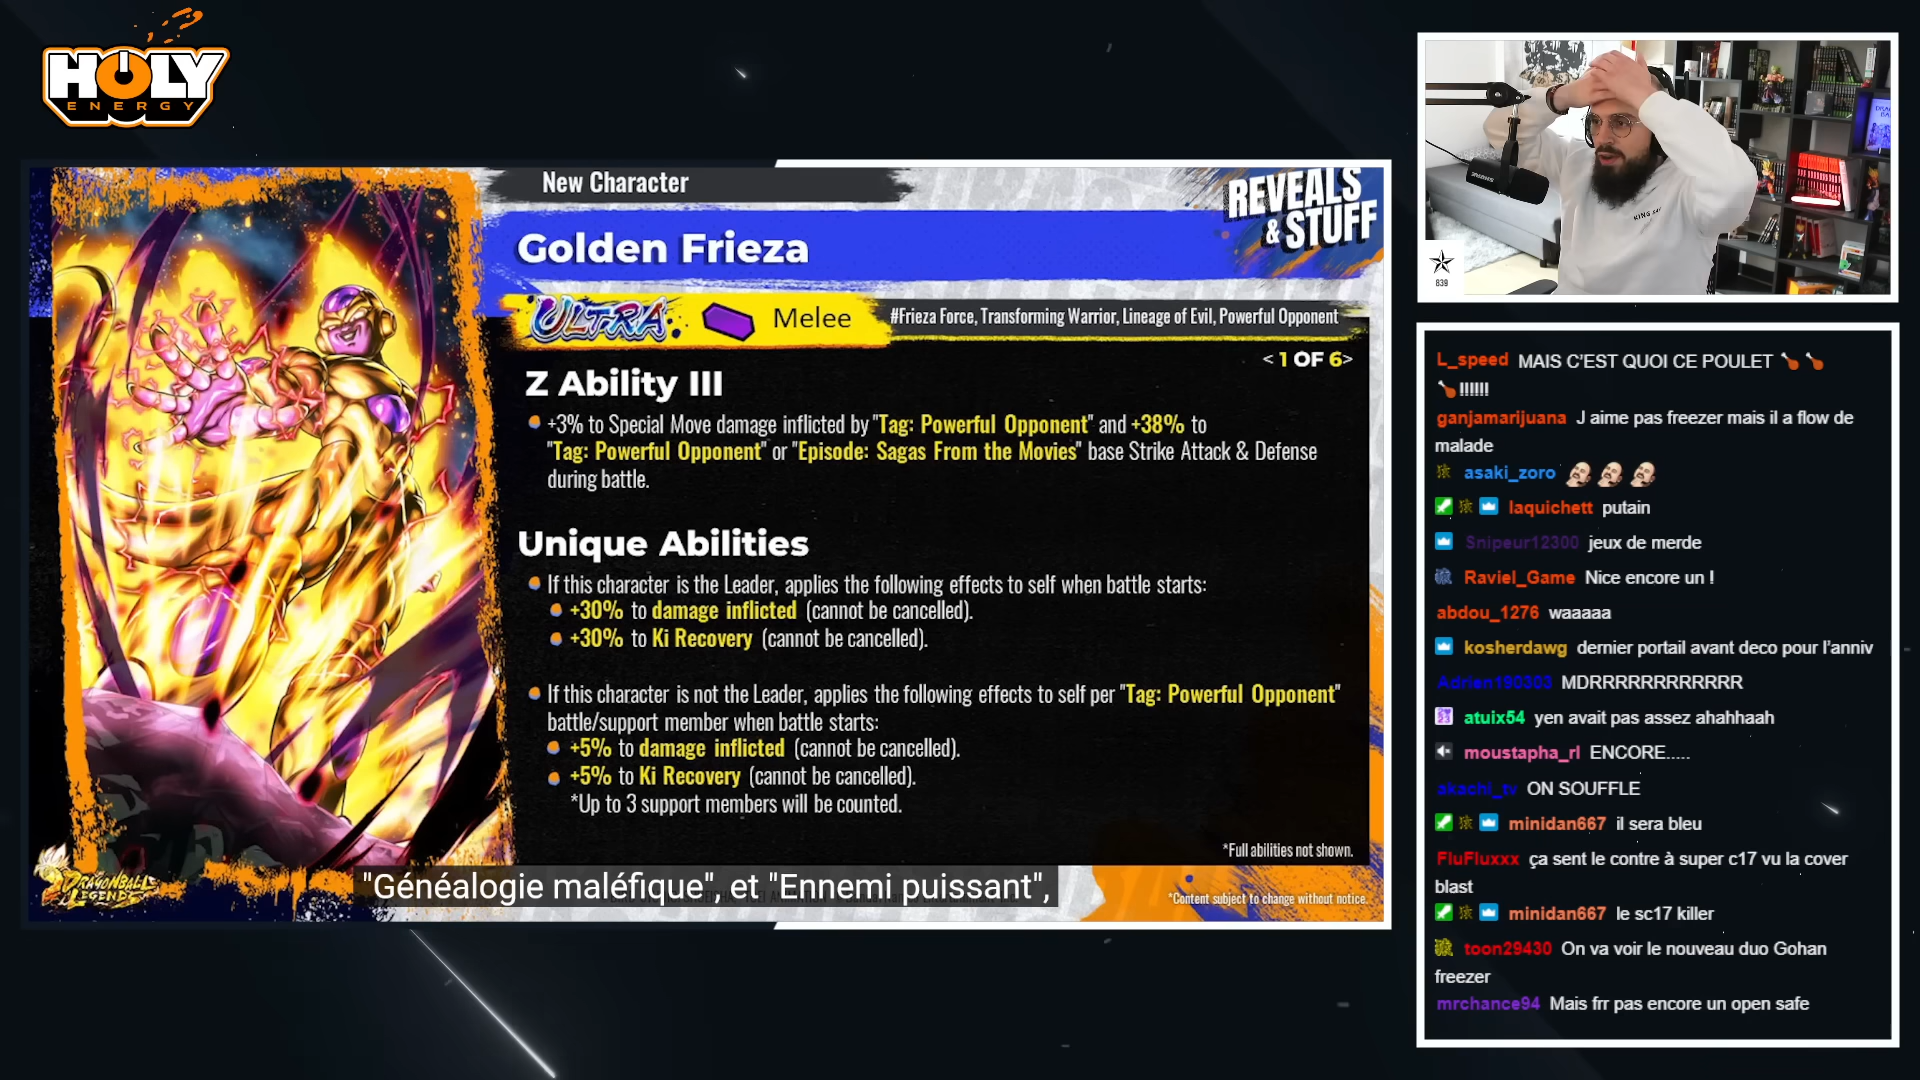 HOLY
ENERGY
New Character
REVEALS
& STUFF
Golden Frieza
ULTRA
Melee
#Frieza Force, Transforming Warrior, Lineage of Evil, Powerful Opponent
<1 OF 6>
Z Ability III
+3% to Special Move damage inflicted by "Tag: Powerful Opponent" and +38% to
"Tag: Powerful Opponent" or "Episode: Sagas From the Movies" base Strike Attack & Defense
during battle.
Unique Abilities
If this character is the Leader, applies the following effects to self when battle starts:
+30% to damage inflicted (cannot be cancelled).
+30% to Ki Recovery (cannot be cancelled).
If this character is not the Leader, applies the following effects to self per "Tag: Powerful Opponent"
battle/support member when battle starts:
+5% to damage inflicted (cannot be cancelled).
+5% to Ki Recovery (cannot be cancelled).
*Up to 3 support members will be counted.
*Full abilities not shown.
DRAGONBALL
LEGENDS
"Généalogie maléfique", et "Ennemi puissant",
*Content subject to change without notice.
839
L_speed MAIS C'EST QUOI CE POULET
!!!!!!
ganjamarijuana J aime pas freezer mais il a flow de
malade
asaki_zoro
laquichett putain
Snipeur12300 jeux de merde
Raviel_Game Nice encore un !
abdou_1276 waaaaa
kosherdawg dernier portail avant deco pour l'anniv
Adrien190303 MDRRRRRRRRRRRR
atuix54 yen avait pas assez ahahhaah
moustapha_rl ENCORE.....
akachi_tv ON SOUFFLE
minidan667 il sera bleu
FluFluxxx ça sent le contre à super c17 vu la cover
blast
minidan667 le sc17 killer
toon29430 On va voir le nouveau duo Gohan
freezer
mrchance94 Mais frr pas encore un open safe